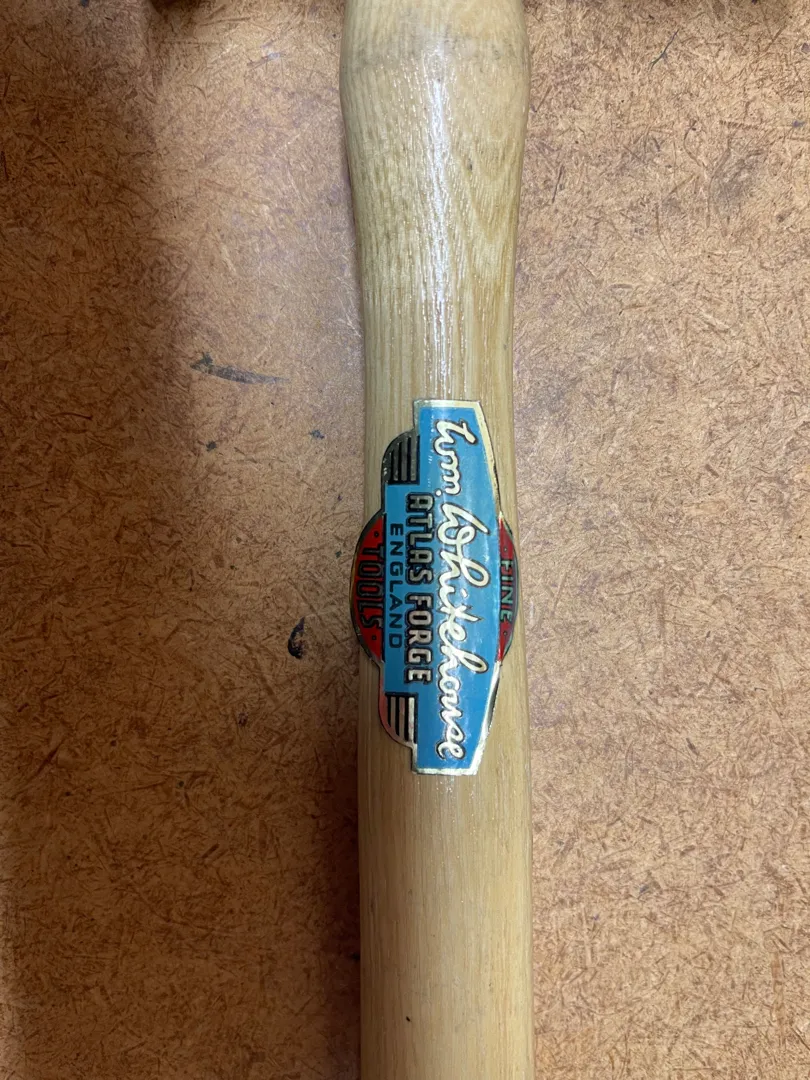 FINE
Wm. Whitehouse
ATLAS FORGE
ENGLAND
TOOLS